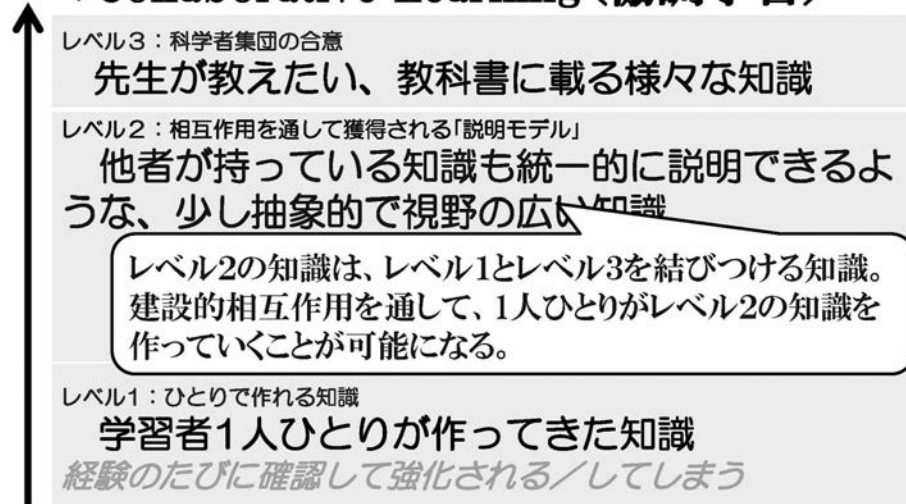 Collaborative Learning(協調学習)
レベル3:科学者集団の合意
先生が教えたい、教科書に載る様々な知識
レベル2:相互作用を通して獲得される「説明モデル」
他者が持っている知識も統一的に説明できるよ
うな、少し抽象的で視野の広い知識
レベル2の知識は、レベル1とレベル3を結びつける知識。
建設的相互作用を通して、1人ひとりがレベル2の知識を
作っていくことが可能になる。
レベル1:ひとりで作れる知識
学習者1人ひとりが作ってきた知識
経験のたびに確認して強化される/してしまう